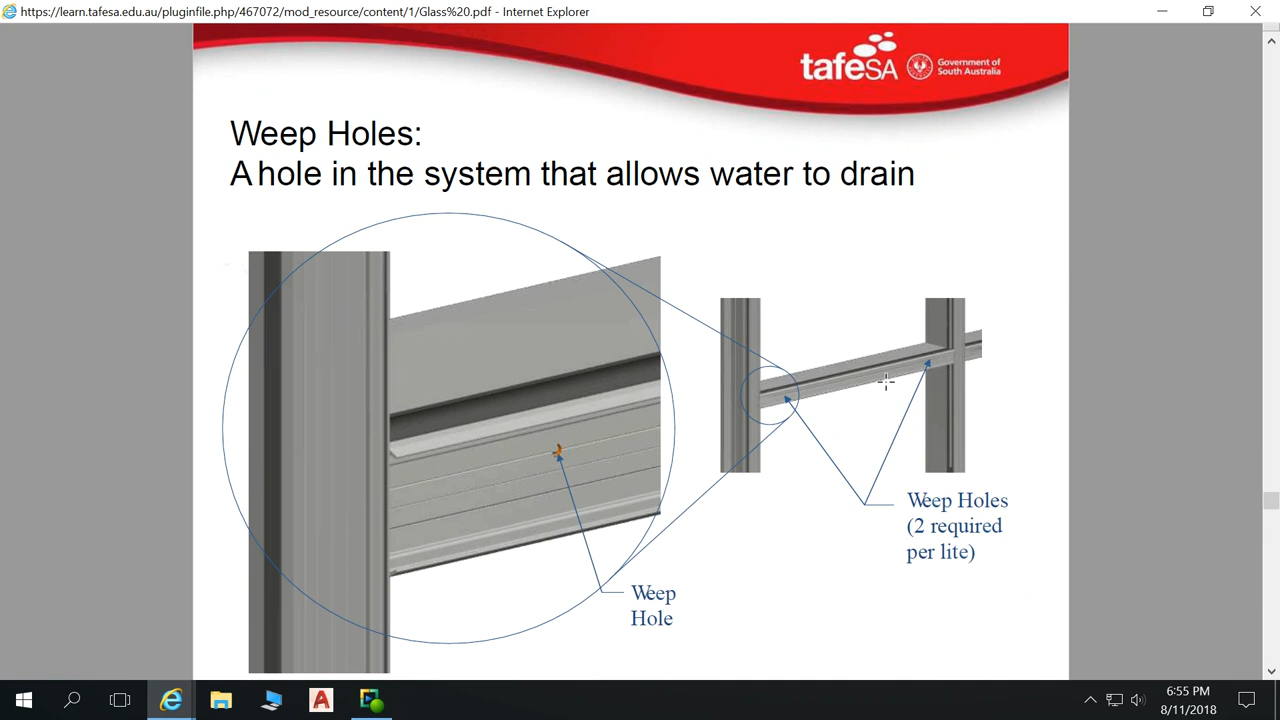 https://learn.tafesa.edu.au/pluginfile.php/467072/mod_resource/content/1/Glass%20.pdf - Internet Explorer
tafeSA
Government of
South Australia
Weep Holes:
A hole in the system that allows water to drain
Weep Holes
(2 required
per lite)
Weep
Hole
6:55 PM
8/11/2018